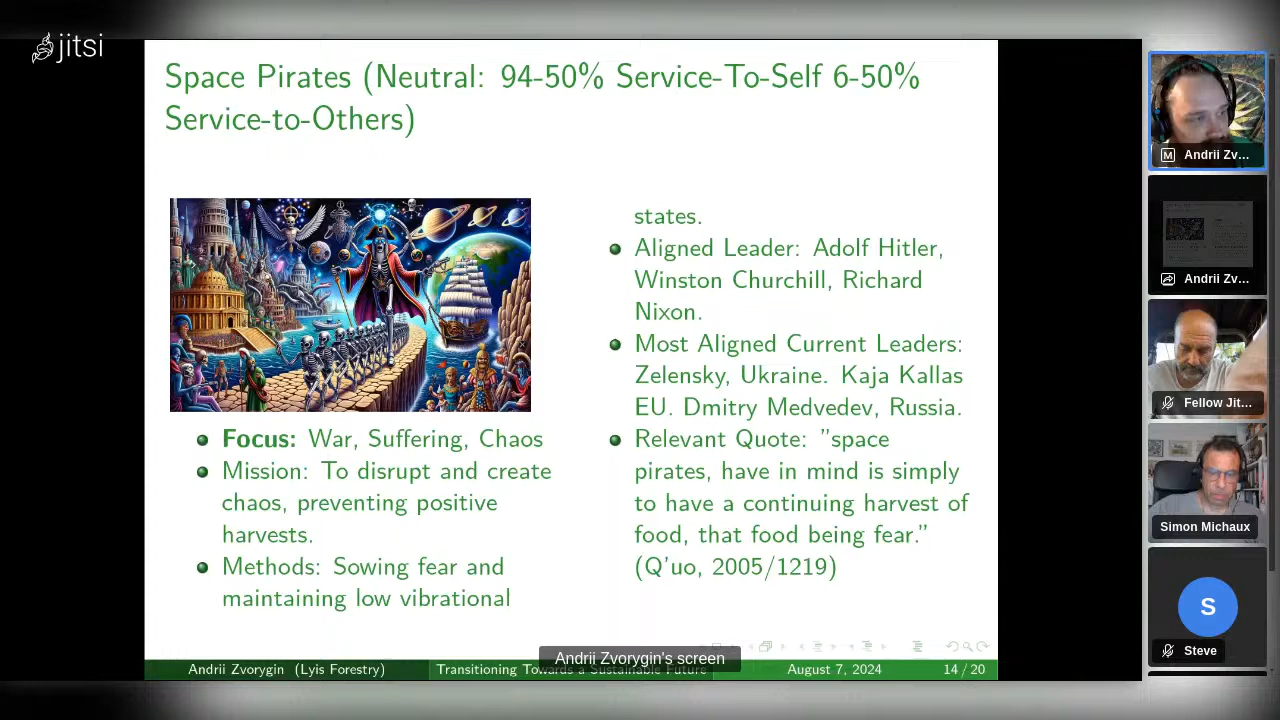 jitsi
Space Pirates (Neutral: 94-50% Service-To-Self 6-50%
Service-to-Others)
Focus: War, Suffering, Chaos
Mission: To disrupt and create
chaos, preventing positive
harvests.
Methods: Sowing fear and
maintaining low vibrational
states.
Aligned Leader: Adolf Hitler,
Winston Churchill, Richard
Nixon.
Most Aligned Current Leaders:
Zelensky, Ukraine. Kaja Kallas
EU. Dmitry Medvedev, Russia.
Relevant Quote: ”space
pirates, have in mind is simply
to have a continuing harvest of
food, that food being fear.”
(Q'uo, 2005/1219)
Andrii Zvorygin's screen
Andrii Zvorygin (Lyis Forestry)
Transitioning Towards a Sustainable Future
August 7, 2024
14 / 20
M Andrii Zv...
Andrii Zv...
Fellow Jit...
Simon Michaux
S
Steve